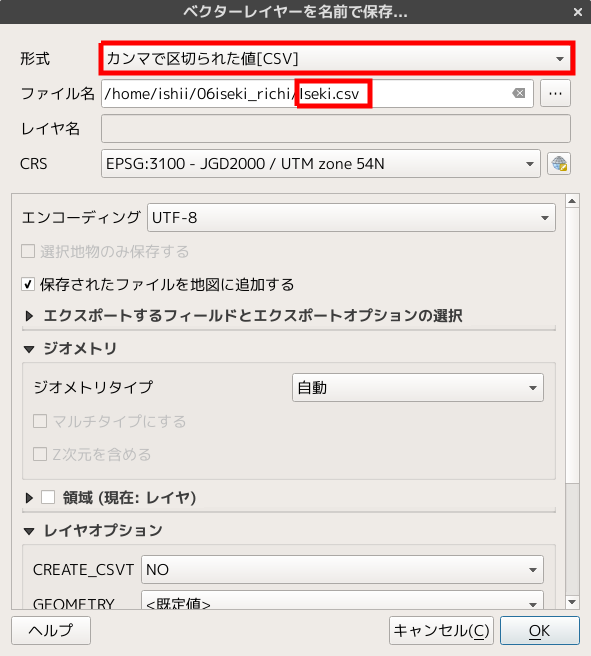 ベクターレイヤーを名前で保存...
形式 カンマで区切られた値[CSV]
ファイル名 /home/ishii/06iseki_richi/Iseki.csv ...
レイヤ名
CRS EPSG:3100 - JGD2000 / UTM zone 54N
エンコーディング UTF-8
選択地物のみ保存する
保存されたファイルを地図に追加する
エクスポートするフィールドとエクスポートオプションの選択
ジオメトリ
ジオメトリタイプ 自動
マルチタイプにする
Z次元を含める
領域 (現在: レイヤ)
レイヤオプション
CREATE_CSVT NO
GEOMETRY <既定値>
ヘルプ キャンセル(C) OK